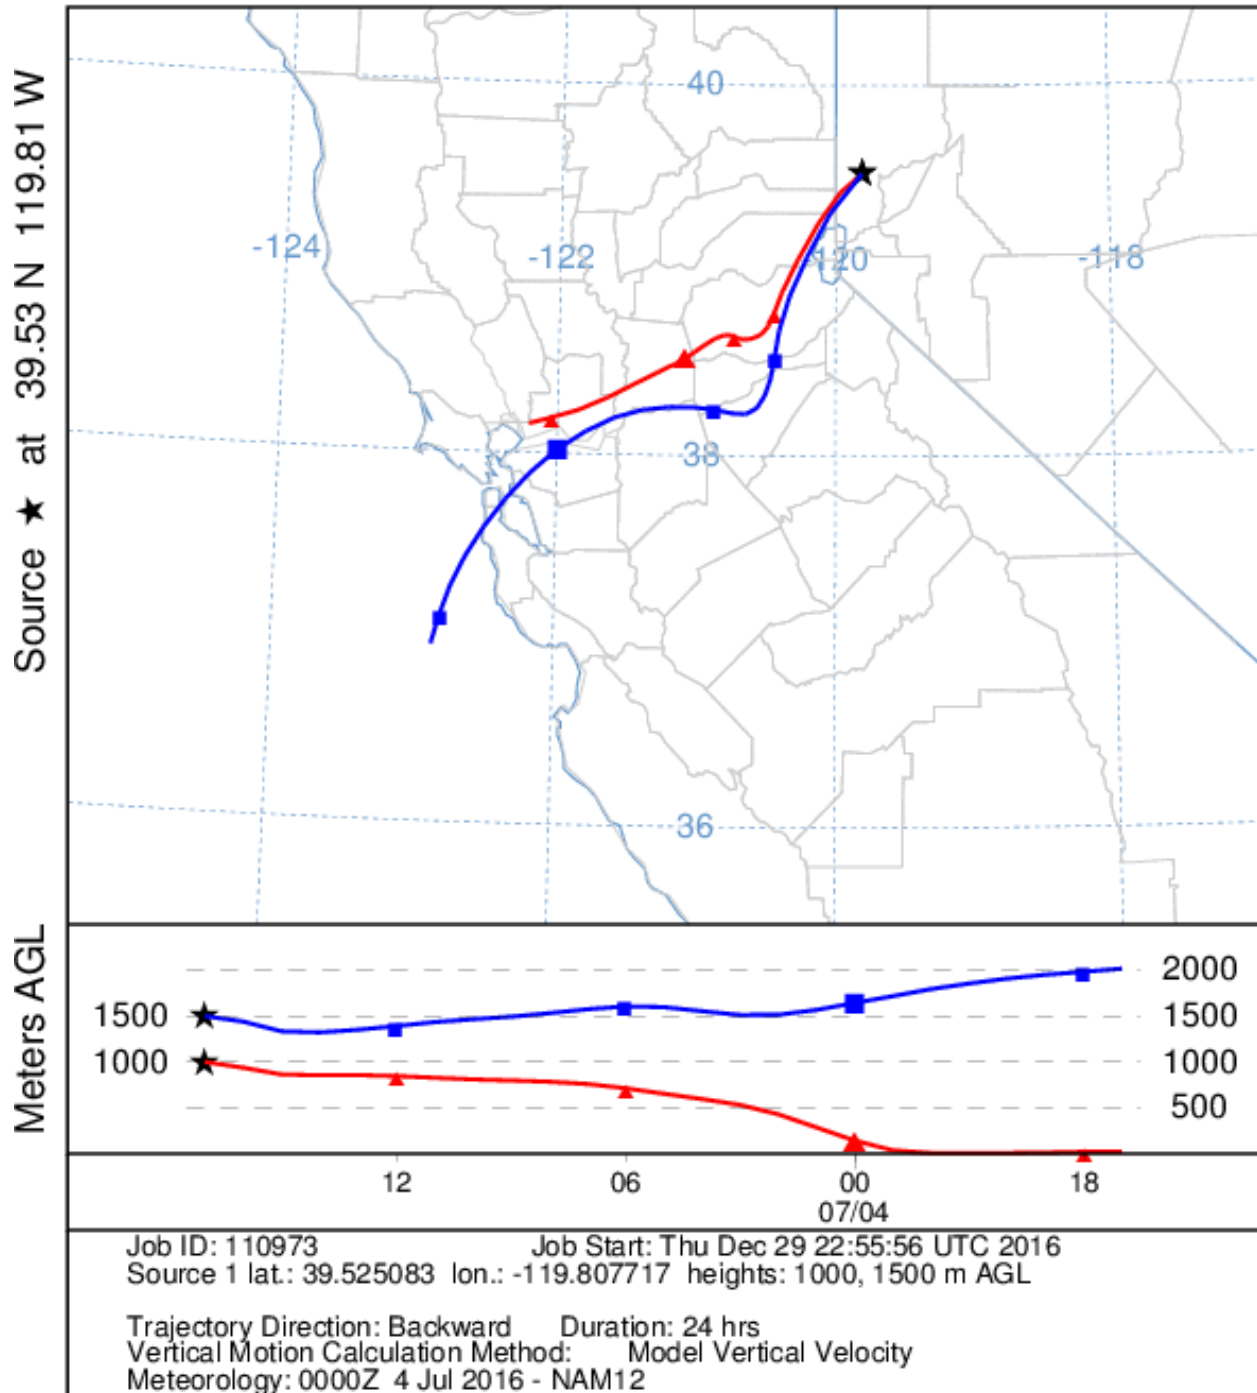 Source ★ at 39.53 N 119.81 W
40
-124
-122
-120
-118
38
36
Meters AGL
1500
1000
2000
1500
1000
500
12 06 00 18
07/04
Job ID: 110973 Job Start: Thu Dec 29 22:55:56 UTC 2016
Source 1 lat.: 39.525083 lon.: -119.807717 heights: 1000, 1500 m AGL
Trajectory Direction: Backward Duration: 24 hrs
Vertical Motion Calculation Method: Model Vertical Velocity
Meteorology: 0000Z 4 Jul 2016 - NAM12